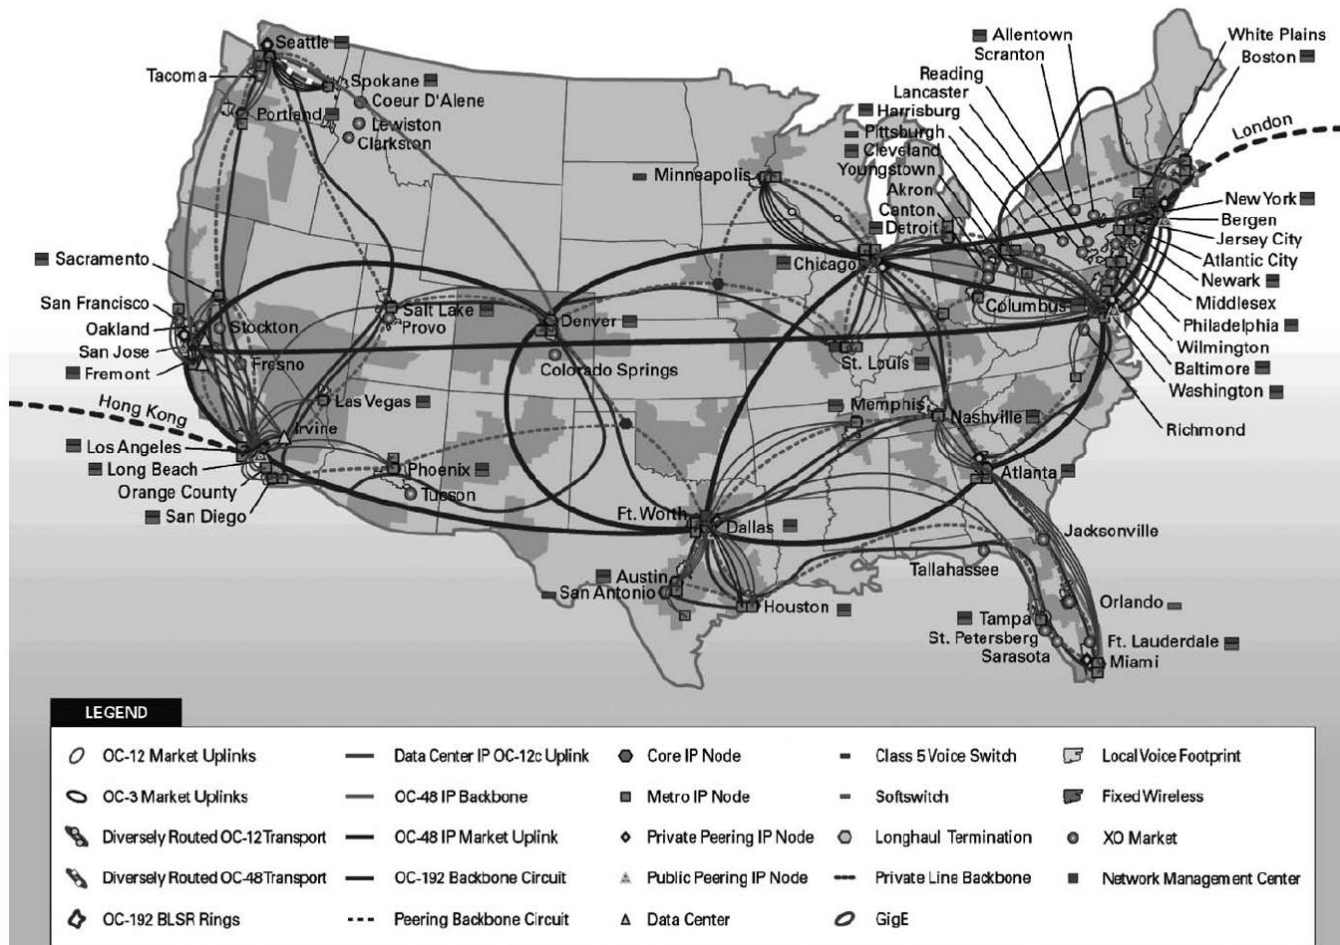 Seattle
Tacoma
Spokane
Coeur D'Alene
Portland
Lewiston
Clarkston
Allentown
Scranton
Reading
Lancaster
Harrisburg
Pittsburgh
Cleveland
Youngstown
Akron
Canton
Detroit
White Plains
Boston
London
Minneapolis
New York
Bergen
Jersey City
Atlantic City
Newark
Middlesex
Philadelphia
Wilmington
Baltimore
Washington
Richmond
Sacramento
San Francisco
Oakland
San Jose
Fremont
Stockton
Fresno
Salt Lake
Provo
Denver
Colorado Springs
Chicago
Columbus
St. Louis
Hong Kong
Las Vegas
Irvine
Memphis
Nashville
Los Angeles
Long Beach
Orange County
San Diego
Phoenix
Tucson
Atlanta
Ft. Worth
Dallas
Jacksonville
Tallahassee
Austin
San Antonio
Houston
Orlando
Tampa
St. Petersberg
Sarasota
Ft. Lauderdale
Miami
LEGEND
OC-12 Market Uplinks
OC-3 Market Uplinks
Diversely Routed OC-12 Transport
Diversely Routed OC-48 Transport
OC-192 BLSR Rings
Data Center IP OC-12c Uplink
OC-48 IP Backbone
OC-48 IP Market Uplink
OC-192 Backbone Circuit
Peering Backbone Circuit
Core IP Node
Metro IP Node
Private Peering IP Node
Public Peering IP Node
Data Center
Class 5 Voice Switch
Softswitch
Longhaul Termination
Private Line Backbone
GigE
Local Voice Footprint
Fixed Wireless
XO Market
Network Management Center